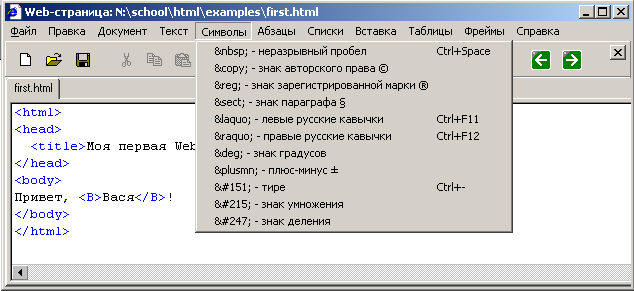 Web-страница: N:\school\html\examples\first.html
Файл Правка Документ Текст Символы Абзацы Списки Вставка Таблицы Фреймы Справка
&nbsp; - неразрывный пробел Ctrl+Space
&copy; - знак авторского права ©
&reg; - знак зарегистрированной марки ®
&sect; - знак параграфа §
&laquo; - левые русские кавычки Ctrl+F11
&raquo; - правые русские кавычки Ctrl+F12
&deg; - знак градусов
&plusmn; - плюс-минус ±
&#151; - тире Ctrl+-
&#215; - знак умножения
&#247; - знак деления
first.html
<html>
<head>
<title>Моя первая Web
</head>
<body>
Привет, <B>Вася</B>!
</body>
</html>